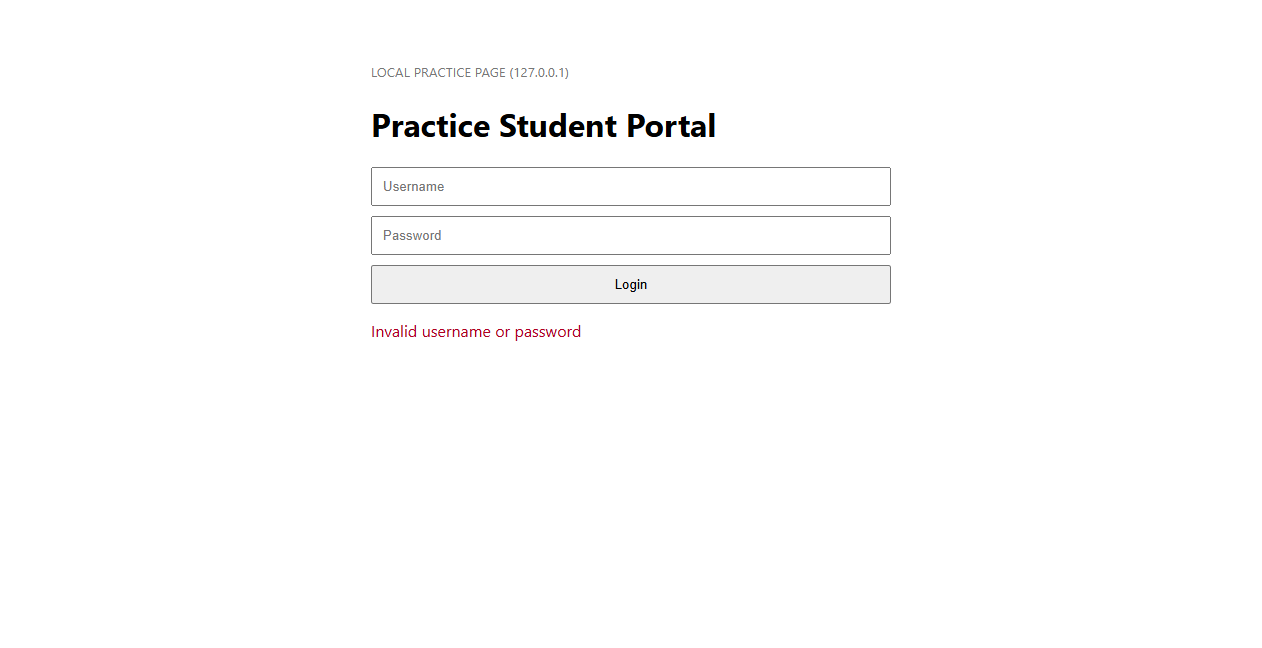 LOCAL PRACTICE PAGE (127.0.0.1)
Practice Student Portal
Username
Password
Login
Invalid username or password